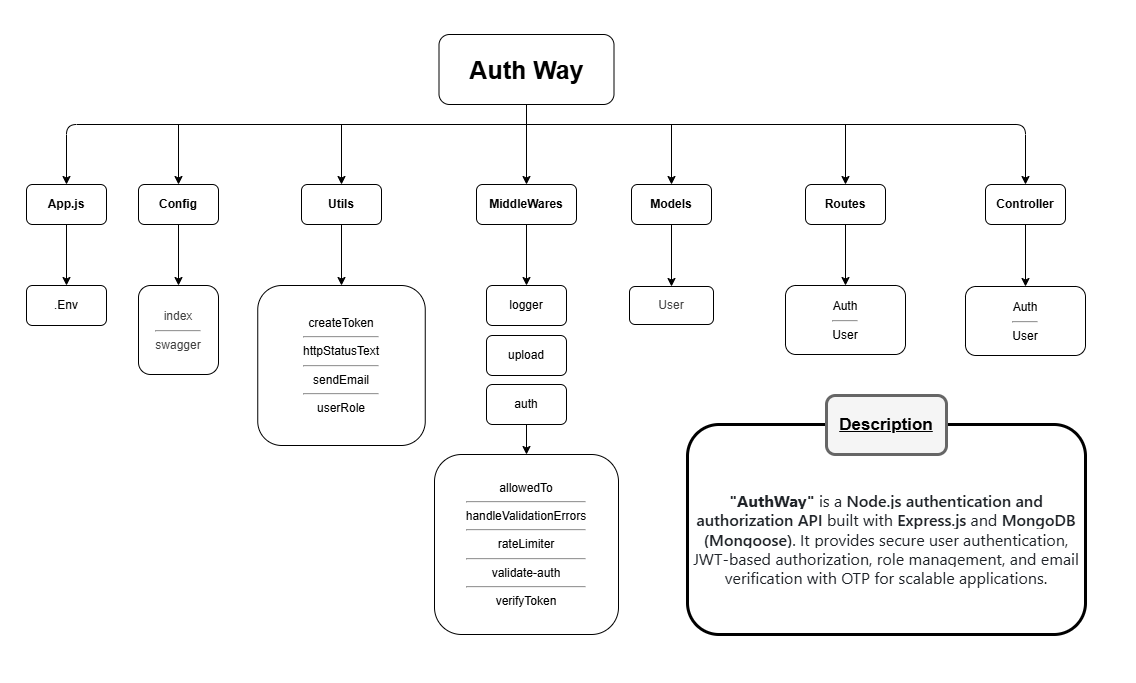 Auth Way
App.js
Config
Utils
MiddleWares
Models
Routes
Controller
.Env
index
swagger
createToken
httpStatusText
sendEmail
userRole
logger
upload
auth
allowedTo
handleValidationErrors
rateLimiter
validate-auth
verifyToken
User
Auth
User
Auth
User
Description
"AuthWay" is a Node.js authentication and
authorization API built with Express.js and MongoDB
(Mongoose). It provides secure user authentication,
JWT-based authorization, role management, and email
verification with OTP for scalable applications.